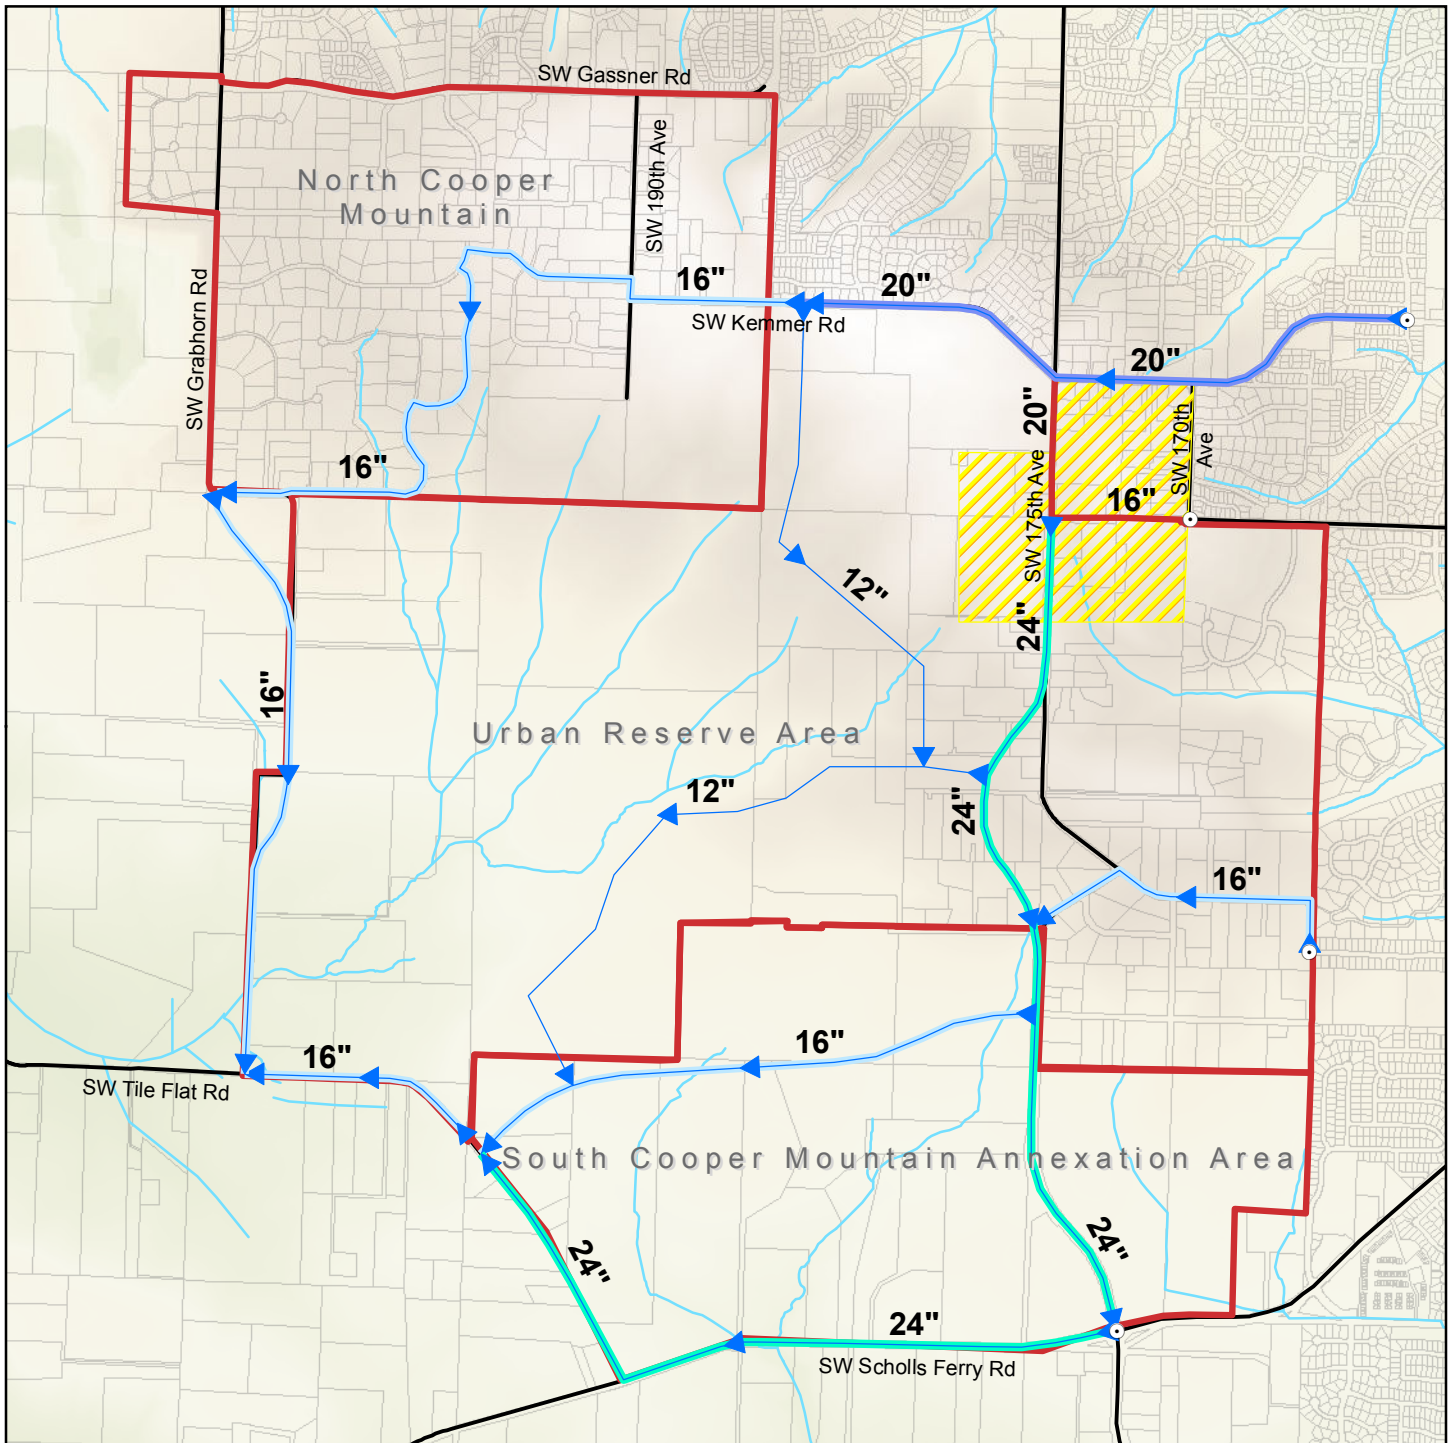 SW Gassner Rd
North Cooper
Mountain
SW 190th Ave
16"
20"
SW Kemmer Rd
SW Grabhorn Rd
20"
20"
SW 170th
Ave
SW 175th Ave
16"
16"
12"
24"
16"
Urban Reserve Area
12"
24"
16"
16"
16"
SW Tile Flat Rd
South Cooper Mountain Annexation Area
24"
24"
24"
SW Scholls Ferry Rd